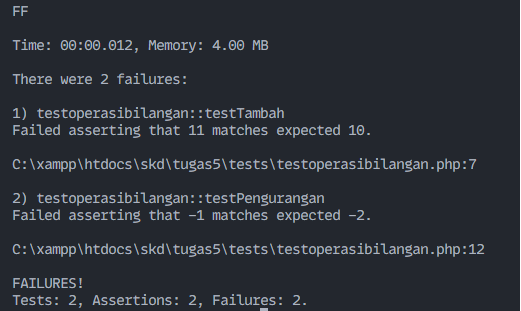 FF
Time: 00:00.012, Memory: 4.00 MB
There were 2 failures:
1) testoperasibilangan::testTambah
Failed asserting that 11 matches expected 10.
C:\xampp\htdocs\skd\tugas5\tests\testoperasibilangan.php:7
2) testoperasibilangan::testPengurangan
Failed asserting that -1 matches expected -2.
C:\xampp\htdocs\skd\tugas5\tests\testoperasibilangan.php:12
FAILURES!
Tests: 2, Assertions: 2, Failures: 2.